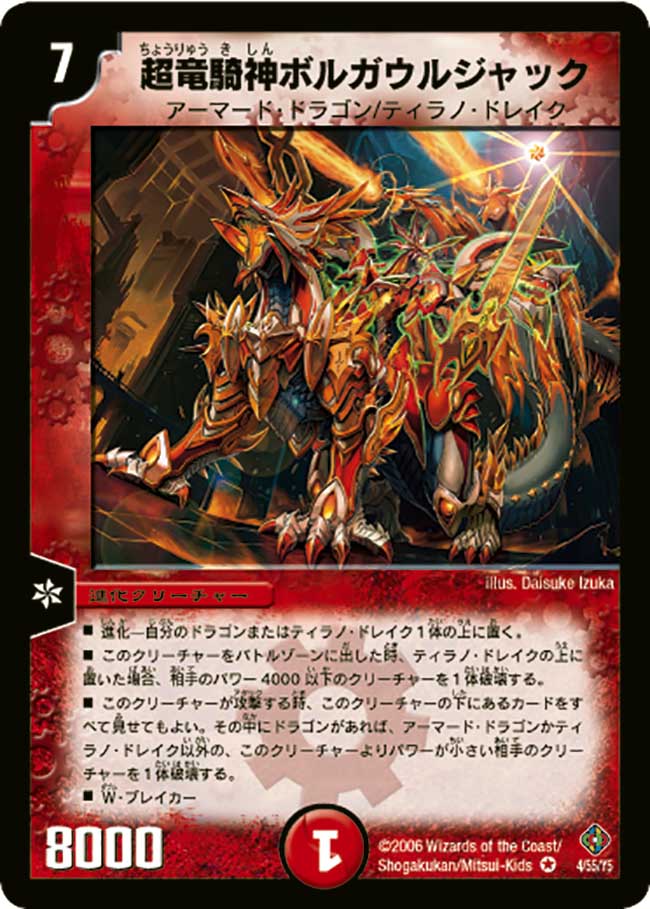 7
ちょうりゅう き しん
超竜騎神ボルガウルジャック
アーマード・ドラゴン/ティラノ・ドレイク
illus. Daisuke Izuka
進化クリーチャー
■ 進化―自分のドラゴンまたはティラノ・ドレイク1体の上に置く。
■ このクリーチャーをバトルゾーンに出した時、ティラノ・ドレイクの上に
置いた場合、相手のパワー4000以下のクリーチャーを1体破壊する。
■ このクリーチャーが攻撃する時、このクリーチャーの下にあるカードをす
べて見せてもよい。その中にドラゴンがあれば、アーマード・ドラゴンかティ
ラノ・ドレイク以外の、このクリーチャーよりパワーが小さい相手のクリー
チャーを1体破壊する。
■ W・ブレイカー
8000
1
©2006 Wizards of the Coast/
Shogakukan/Mitsui-Kids
4/55/Y5